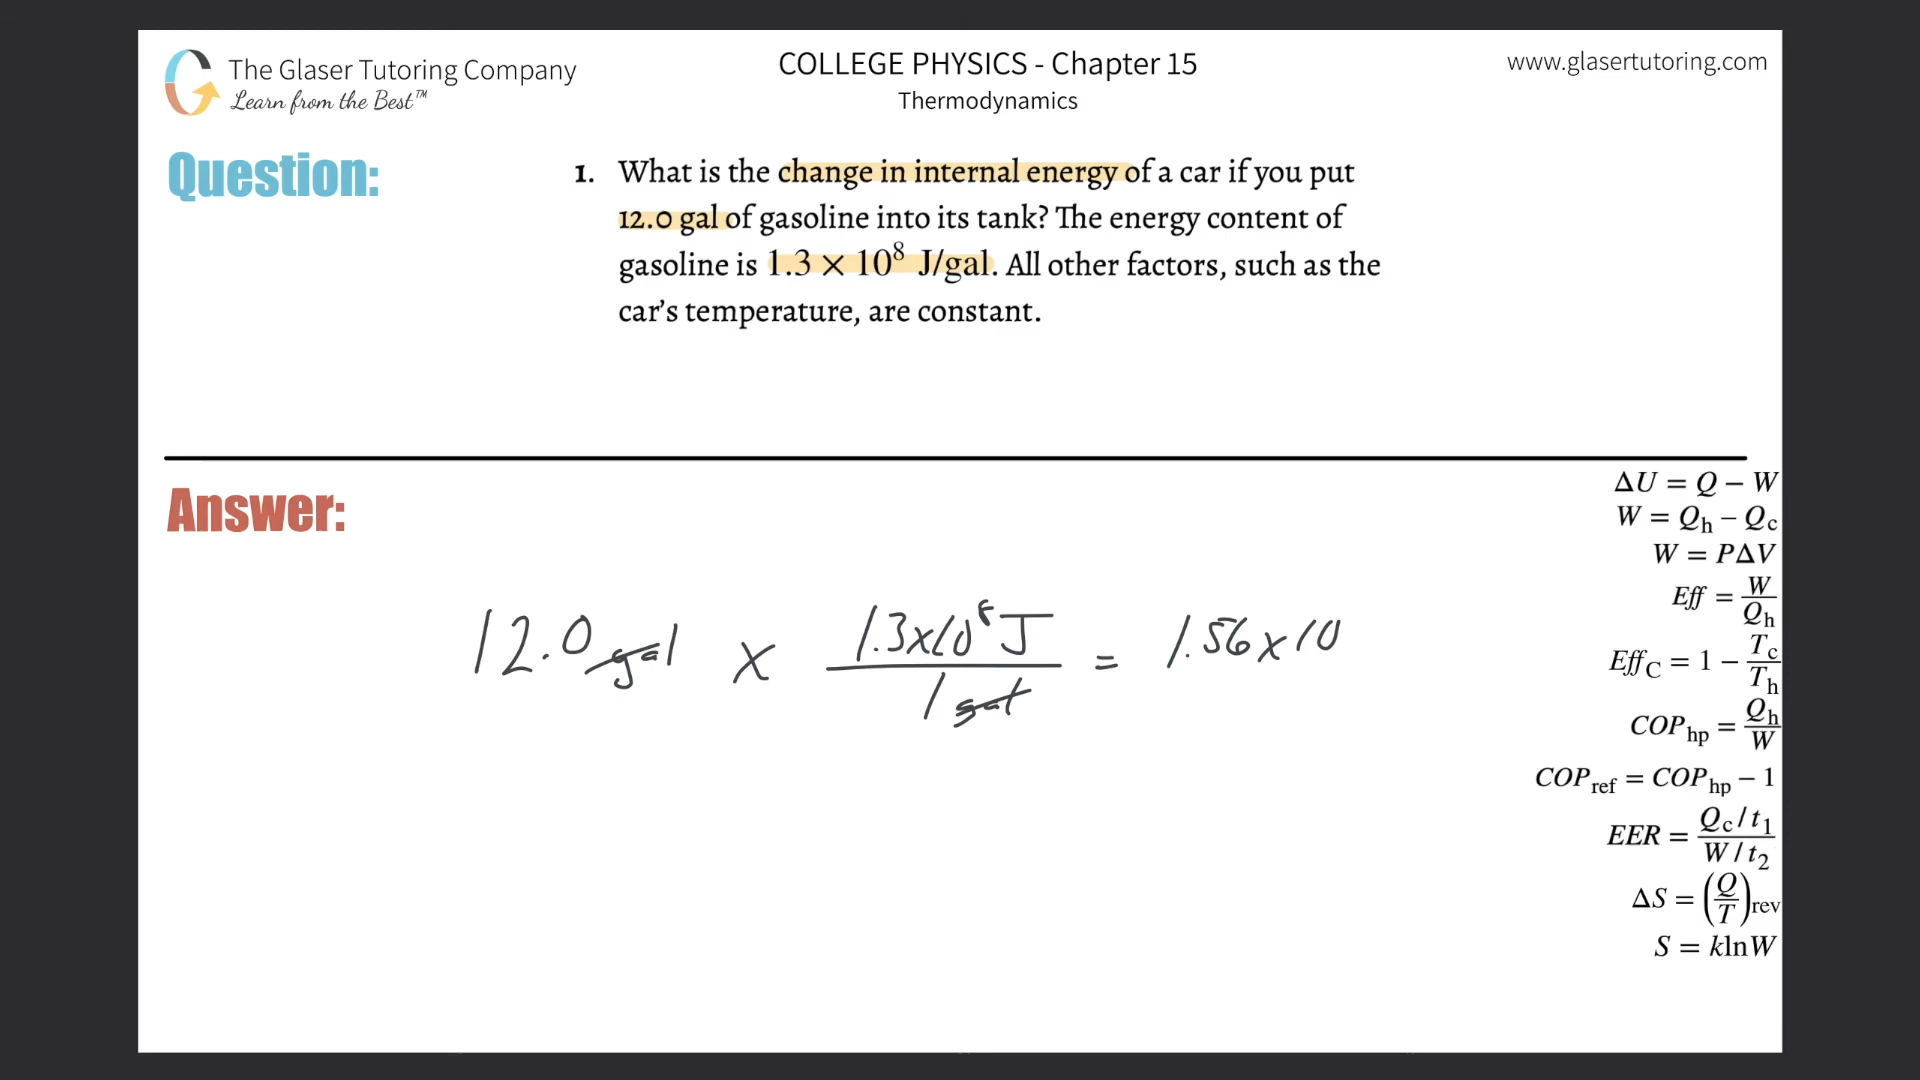 The Glaser Tutoring Company
Learn from the Best™
COLLEGE PHYSICS - Chapter 15
Thermodynamics
www.glasertutoring.com
Question:
1. What is the change in internal energy of a car if you put
12.0 gal of gasoline into its tank? The energy content of
gasoline is 1.3 × 10⁸ J/gal. All other factors, such as the
car’s temperature, are constant.
Answer:
12.0 gal x 1.3x10⁸ J / 1 gal = 1.56 x 10
ΔU = Q – W
W = Qh – Qc
W = PΔV
Eff = W/Qh
EffC = 1 – Tc/Th
COPhp = Qh/W
COPref = COPhp – 1
EER = (Qc / t1)/(W / t2)
ΔS = (Q/T)rev
S = klnW